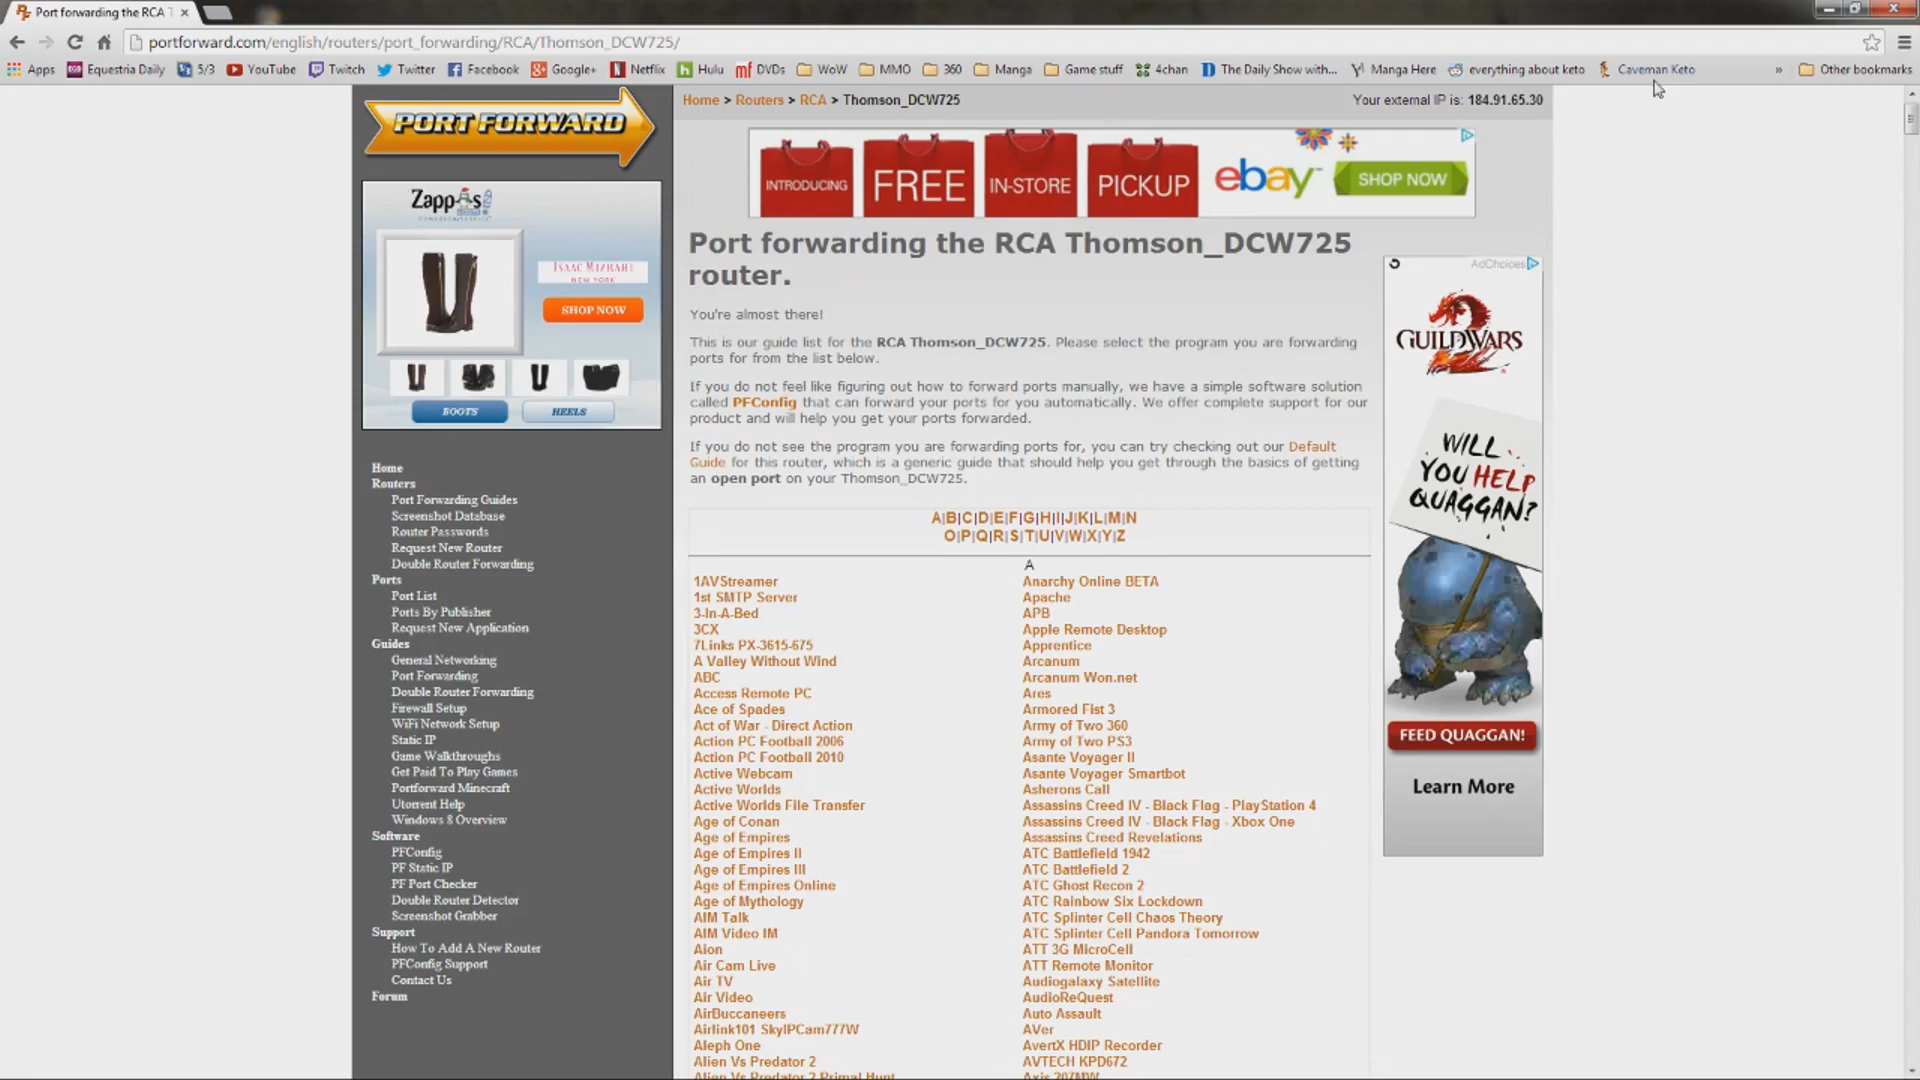 Port forwarding the RCA T
portforward.com/english/routers/port_forwarding/RCA/Thomson_DCW725/
Apps Equestria Daily 5/3 YouTube Twitch Twitter Facebook Google+ Netflix Hulu DVDs WoW MMO 360 Manga Game stuff 4chan The Daily Show with... Manga Here everything about keto Caveman Keto » Other bookmarks
PORT FORWARD
Home > Routers > RCA > Thomson_DCW725
Your external IP is: 184.91.65.30
INTRODUCING FREE IN-STORE PICKUP ebay SHOP NOW
Zappos
ISAAC MIZRAHI
NEW YORK
SHOP NOW
BOOTS HEELS
Home
Routers
Port Forwarding Guides
Screenshot Database
Router Passwords
Request New Router
Double Router Forwarding
Ports
Port List
Ports By Publisher
Request New Application
Guides
General Networking
Port Forwarding
Double Router Forwarding
Firewall Setup
WiFi Network Setup
Static IP
Game Walkthroughs
Get Paid To Play Games
Portforward Minecraft
Utorrent Help
Windows 8 Overview
Software
PFConfig
PF Static IP
PF Port Checker
Double Router Detector
Screenshot Grabber
Support
How To Add A New Router
PFConfig Support
Contact Us
Forum
Port forwarding the RCA Thomson_DCW725
router.
You're almost there!
This is our guide list for the RCA Thomson_DCW725. Please select the program you are forwarding
ports for from the list below.
If you do not feel like figuring out how to forward ports manually, we have a simple software solution
called PFConfig that can forward your ports for you automatically. We offer complete support for our
product and will help you get your ports forwarded.
If you do not see the program you are forwarding ports for, you can try checking out our Default
Guide for this router, which is a generic guide that should help you get through the basics of getting
an open port on your Thomson_DCW725.
A|B|C|D|E|F|G|H|I|J|K|L|M|N
O|P|Q|R|S|T|U|V|W|X|Y|Z
A
1AVStreamer
1st SMTP Server
3-In-A-Bed
3CX
7Links PX-3615-675
A Valley Without Wind
ABC
Access Remote PC
Ace of Spades
Act of War - Direct Action
Action PC Football 2006
Action PC Football 2010
Active Webcam
Active Worlds
Active Worlds File Transfer
Age of Conan
Age of Empires
Age of Empires II
Age of Empires III
Age of Empires Online
Age of Mythology
AIM Talk
AIM Video IM
Aion
Air Cam Live
Air TV
Air Video
AirBuccaneers
Airlink101 SkyIPCam777W
Aleph One
Alien Vs Predator 2
Alien Vs Predator 2 Primal Hunt
Anarchy Online BETA
Apache
APB
Apple Remote Desktop
Apprentice
Arcanum
Arcanum Won.net
Ares
Armored Fist 3
Army of Two 360
Army of Two PS3
Asante Voyager II
Asante Voyager Smartbot
Asherons Call
Assassins Creed IV - Black Flag - PlayStation 4
Assassins Creed IV - Black Flag - Xbox One
Assassins Creed Revelations
ATC Battlefield 1942
ATC Battlefield 2
ATC Ghost Recon 2
ATC Rainbow Six Lockdown
ATC Splinter Cell Chaos Theory
ATC Splinter Cell Pandora Tomorrow
ATT 3G MicroCell
ATT Remote Monitor
Audiogalaxy Satellite
AudioReQuest
Auto Assault
AVer
AvertX HDIP Recorder
AVTECH KPD672
Axis 207MW
AdChoices
GUILDWARS
2
WILL
YOU HELP
QUAGGAN?
FEED QUAGGAN!
Learn More